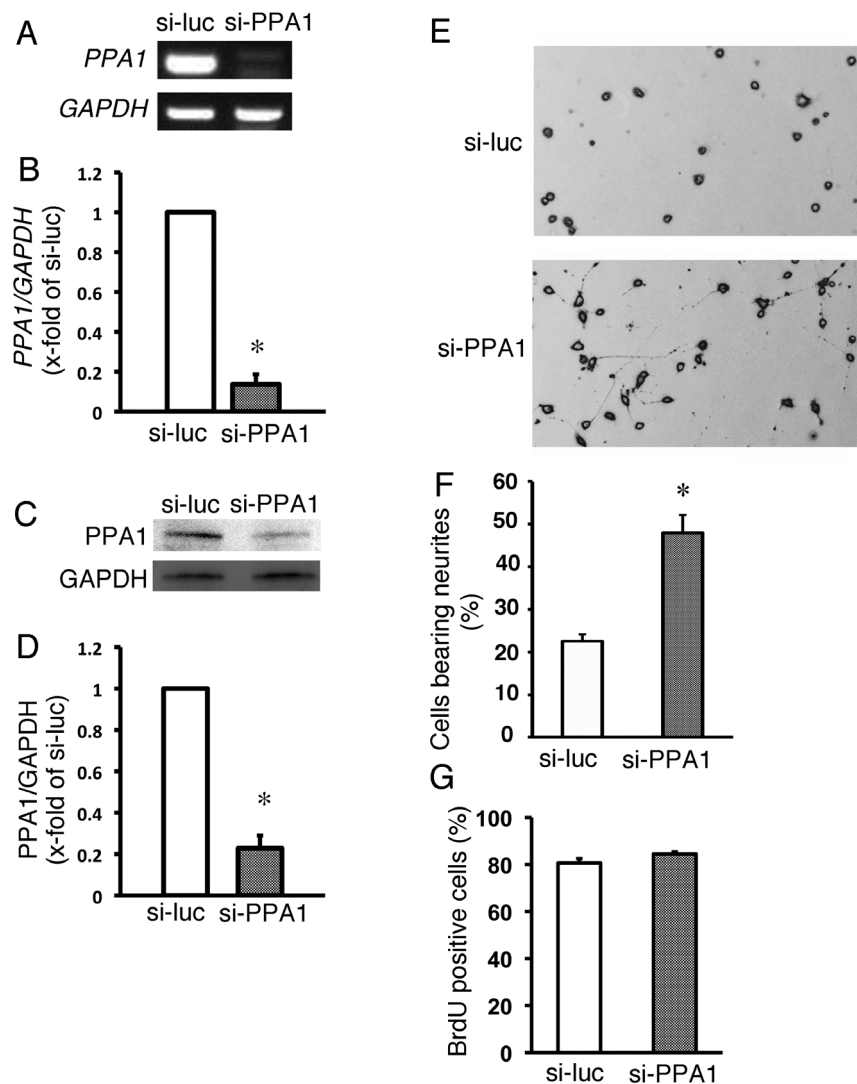 A
si-luc si-PPA1
PPA1
GAPDH
B
1.2
1
0.8
0.6
0.4
0.2
0
PPA1/GAPDH
(x-fold of si-luc)
*
si-luc si-PPA1
C
si-luc si-PPA1
PPA1
GAPDH
D
1.2
1
0.8
0.6
0.4
0.2
0
PPA1/GAPDH
(x-fold of si-luc)
*
si-luc si-PPA1
E
si-luc
si-PPA1
F
60
50
40
30
20
10
0
Cells bearing neurites
(%)
*
si-luc si-PPA1
G
100
80
60
40
20
0
BrdU positive cells (%)
si-luc si-PPA1